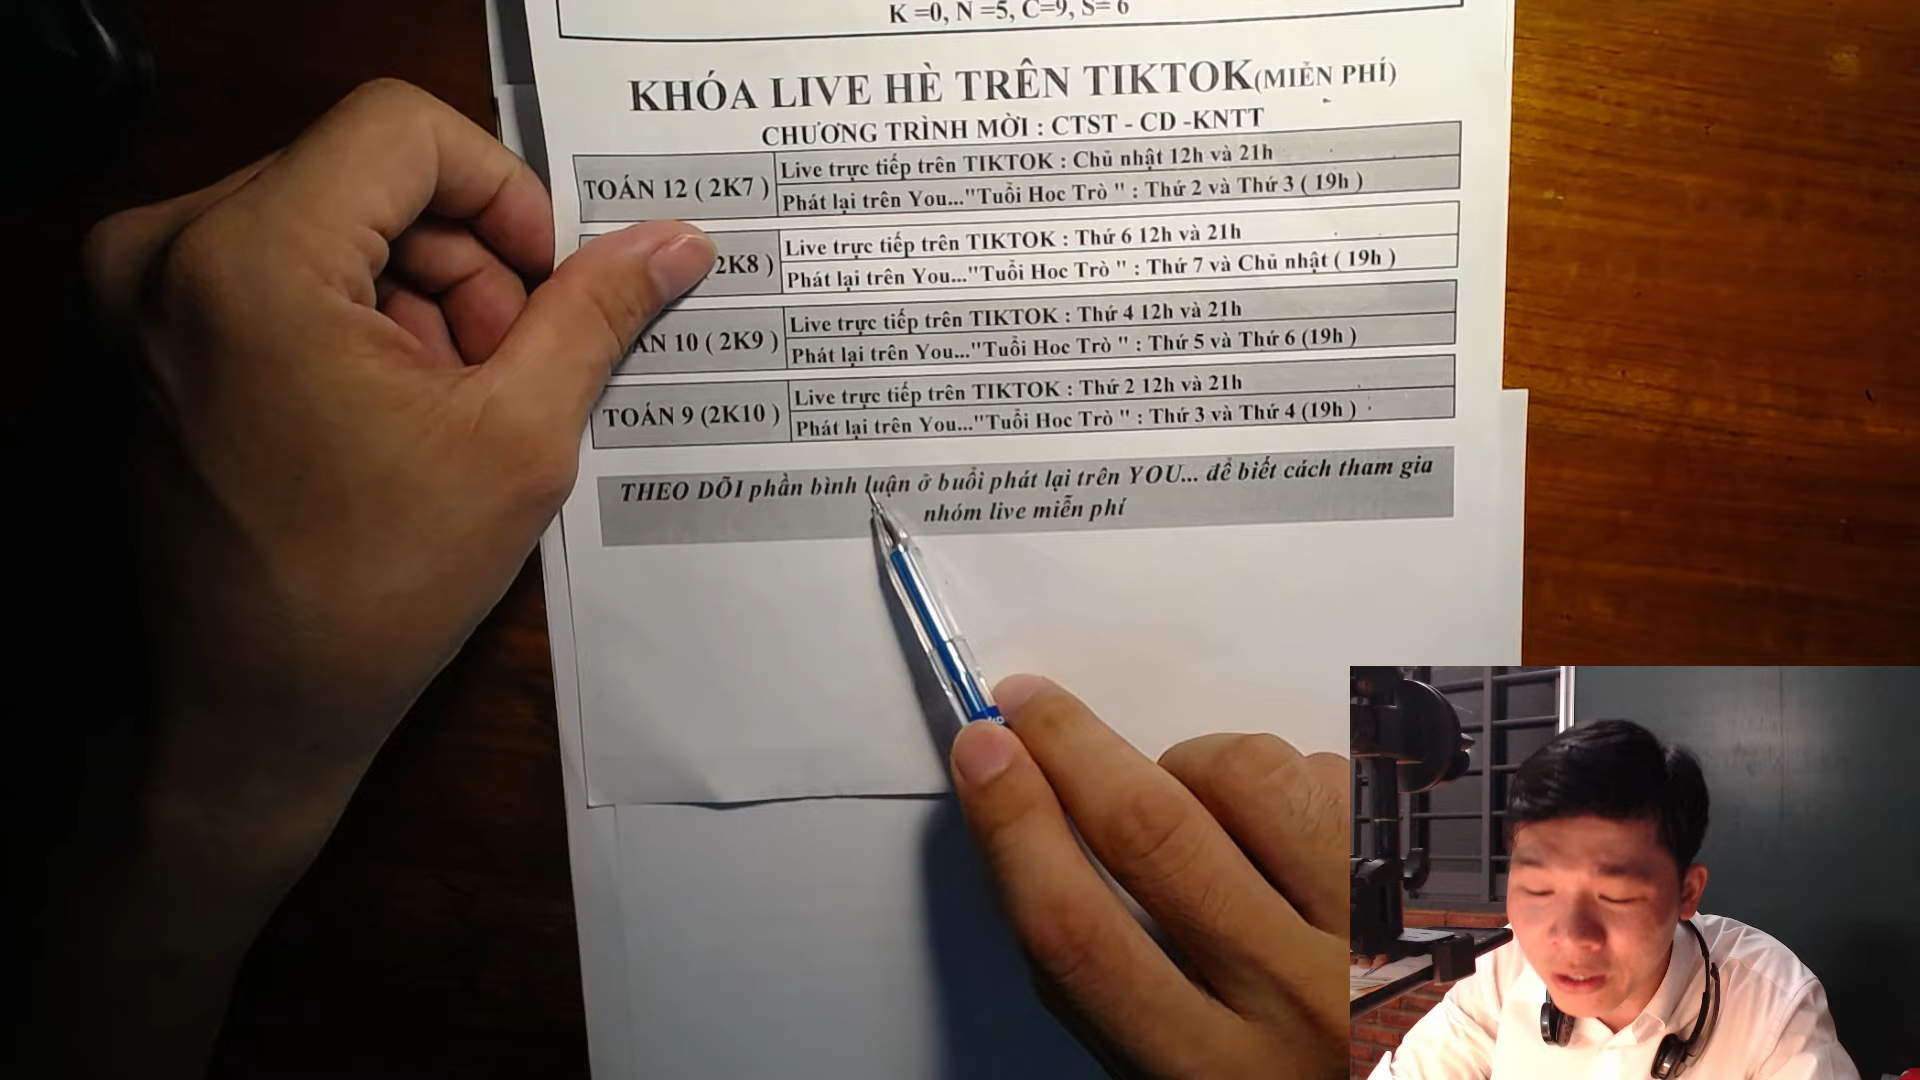 K =0, N =5, C=9, S= 6
KHÓA LIVE HÈ TRÊN TIKTOK(MIỄN PHÍ)
CHƯƠNG TRÌNH MỜI : CTST - CD -KNTT
TOÁN 12 ( 2K7 )
Live trực tiếp trên TIKTOK : Chủ nhật 12h và 21h
Phát lại trên You..."Tuổi Hoc Trò " : Thứ 2 và Thứ 3 ( 19h )
2K8 )
Live trực tiếp trên TIKTOK : Thứ 6 12h và 21h
Phát lại trên You..."Tuổi Hoc Trò " : Thứ 7 và Chủ nhật ( 19h )
ÁN 10 ( 2K9 )
Live trực tiếp trên TIKTOK : Thứ 4 12h và 21h
Phát lại trên You..."Tuổi Hoc Trò " : Thứ 5 và Thứ 6 (19h )
TOÁN 9 (2K10 )
Live trực tiếp trên TIKTOK : Thứ 2 12h và 21h
Phát lại trên You..."Tuổi Hoc Trò " : Thứ 3 và Thứ 4 (19h )
THEO DÕI phần bình luận ở buổi phát lại trên YOU... để biết cách tham gia
nhóm live miễn phí